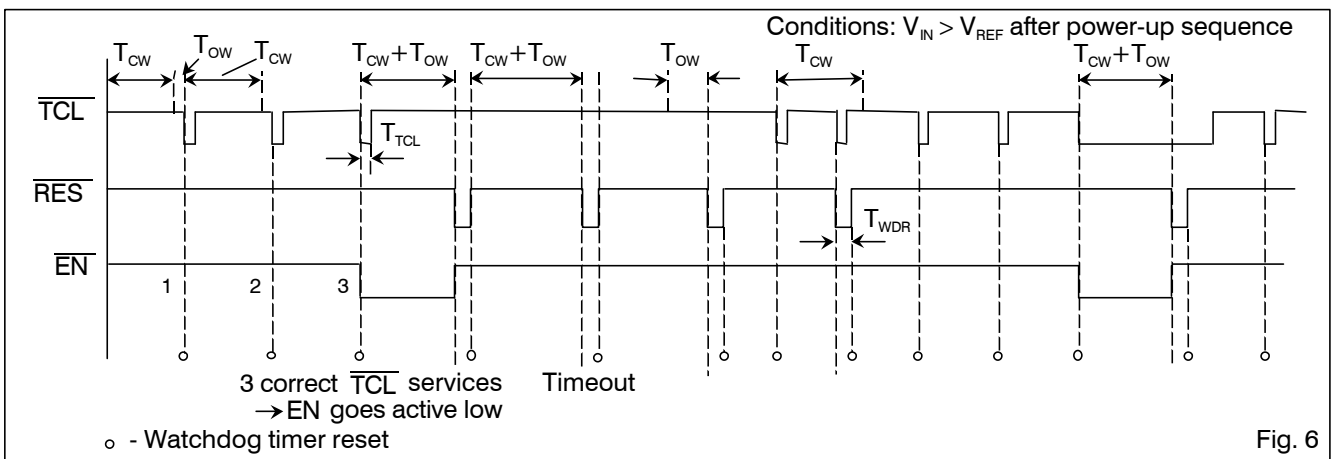 Conditions: V_IN > V_REF after power-up sequence
T_CW T_OW T_CW T_CW+T_OW T_CW+T_OW T_OW T_CW T_CW+T_OW
TCL
T_TCL
RES
T_WDR
EN
1 2 3
3 correct TCL services Timeout
→EN goes active low
o - Watchdog timer reset Fig. 6